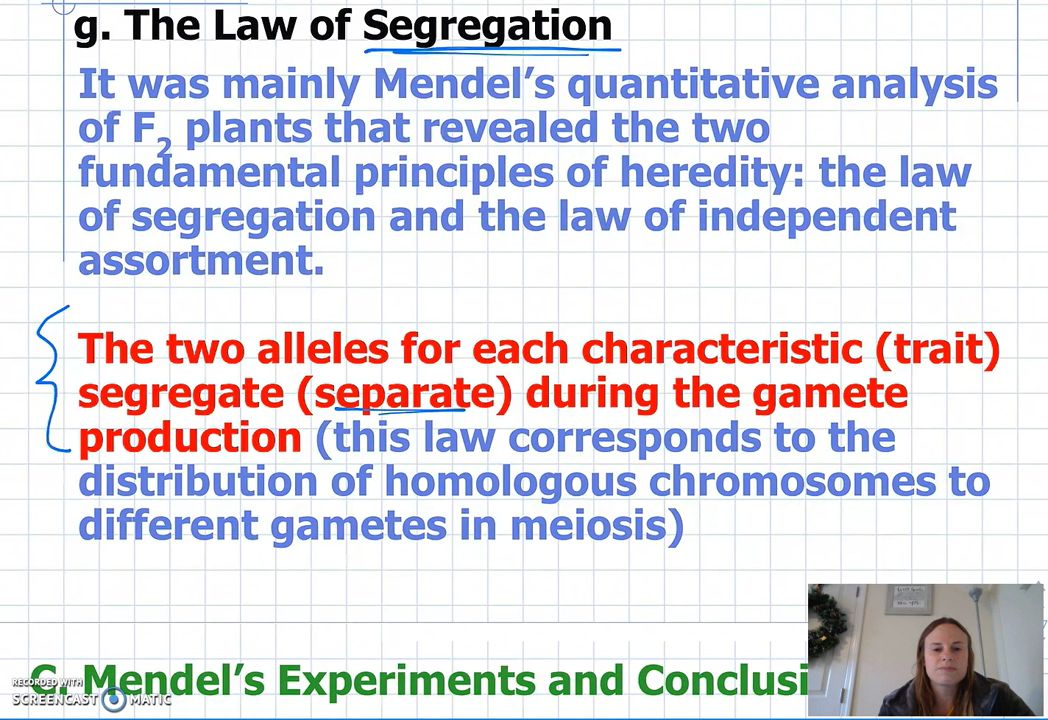 g. The Law of Segregation
It was mainly Mendel's quantitative analysis
of F2 plants that revealed the two
fundamental principles of heredity: the law
of segregation and the law of independent
assortment.
The two alleles for each characteristic (trait)
segregate (separate) during the gamete
production (this law corresponds to the
distribution of homologous chromosomes to
different gametes in meiosis)
C. Mendel's Experiments and Conclusi
RECORDED WITH
SCREENCAST MATIC